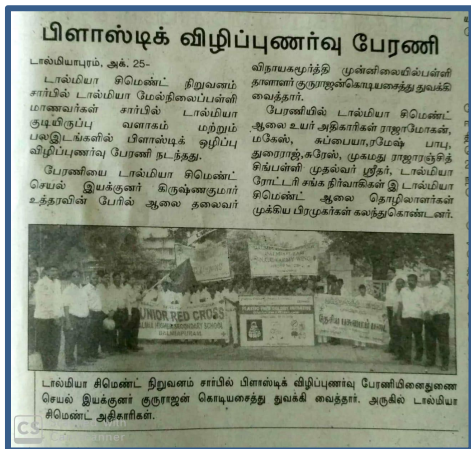 பிளாஸ்டிக் விழிப்புணர்வு பேரணி
டால்மியாபுரம், அக். 25-
டால்மியா சிமெண்ட் நிறுவனம்
சார்பில் டால்மியா மேல்நிலைப்பள்ளி
மாணவர்கள் சார்பில் டால்மியா
குடியிருப்பு வளாகம் மற்றும்
பலஇடங்களில் பிளாஸ்டிக் ஒழிப்பு
விழிப்புணர்வு பேரணி நடந்தது.
பேரணியை டால்மியா சிமெண்ட்
செயல் இயக்குனர் கிருஷ்ணகுமார்
உத்தரவின் பேரில் ஆலை தலைவர்
விநாயகமூர்த்தி முன்னிலையில்பள்ளி
தாளாளர் குருராஜன்கொடியசைத்து துவக்கி
வைத்தார்.
பேரணியில் டால்மியா சிமெண்ட்
ஆலை உயர் அதிகாரிகள் ராஜாமோகன்,
மகேஸ், சுப்பையா,ரமேஷ் பாபு,
துரைராஜ்,சுரேஸ், முகமது ராஜாரஞ்சித்
சிங்பள்ளி முதல்வர் ஸ்ரீதர், டால்மியா
ரோட்டரி சங்க நிர்வாகிகள் இ டால்மியா
சிமெண்ட் ஆலை தொழிலாளர்கள்
முக்கிய பிரமுகர்கள் கலந்துகொண்டனர்.
JUNIOR RED CROSS
DALMIA HIGHER SECONDARY SCHOOL
DALMIAPURAM
டால்மியா சிமெண்ட் நிறுவனம் சார்பில் பிளாஸ்டிக் விழிப்புணர்வு பேரணியினைதுணை
செயல் இயக்குனர் குருராஜன் கொடியசைத்து துவக்கி வைத்தார். அருகில் டால்மியா
சிமெண்ட் அதிகாரிகள்.
CS